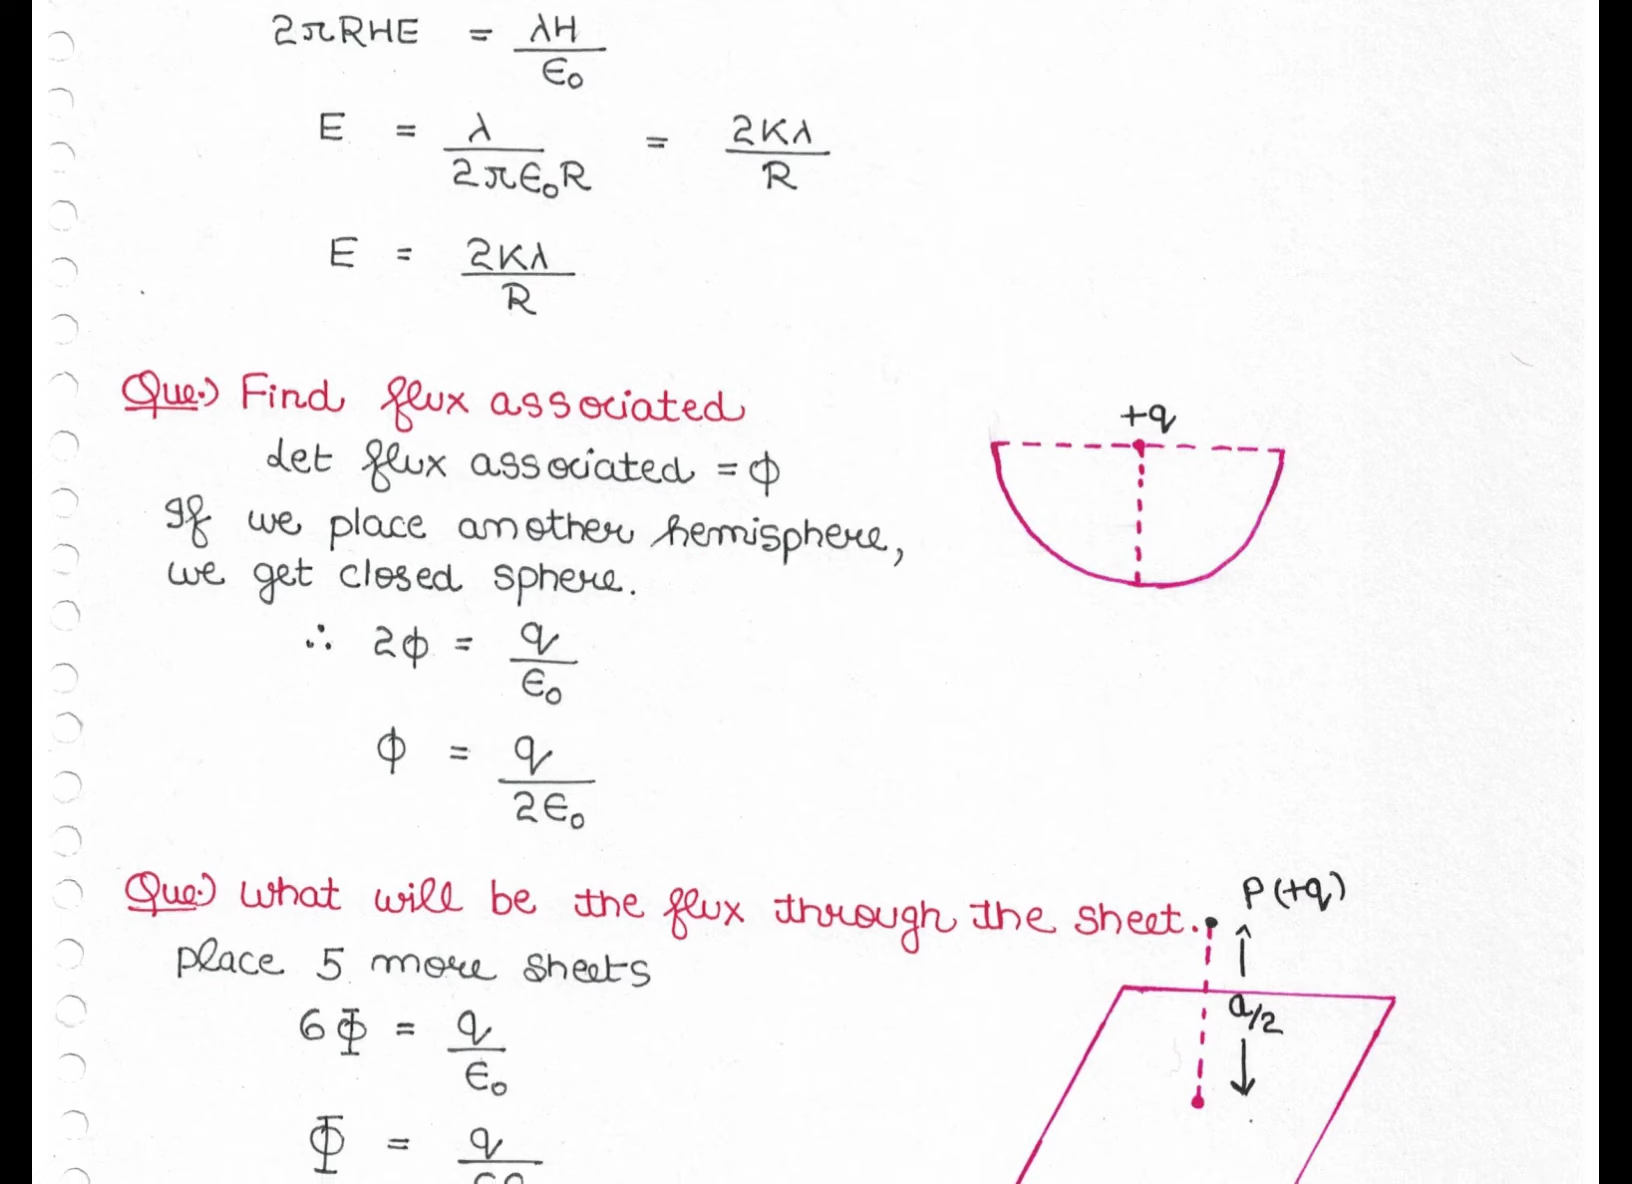 2πRHE = λH/ε₀
E = λ/2πε₀R = 2Kλ/R
E = 2Kλ/R
Que.) Find flux associated
+q
Let flux associated = ϕ
If we place another hemisphere,
we get closed sphere.
∴ 2ϕ = q/ε₀
ϕ = q/2ε₀
Que.) What will be the flux through the sheet.
P(+q)
place 5 more sheets
a/2
6Φ = q/ε₀
Φ = q